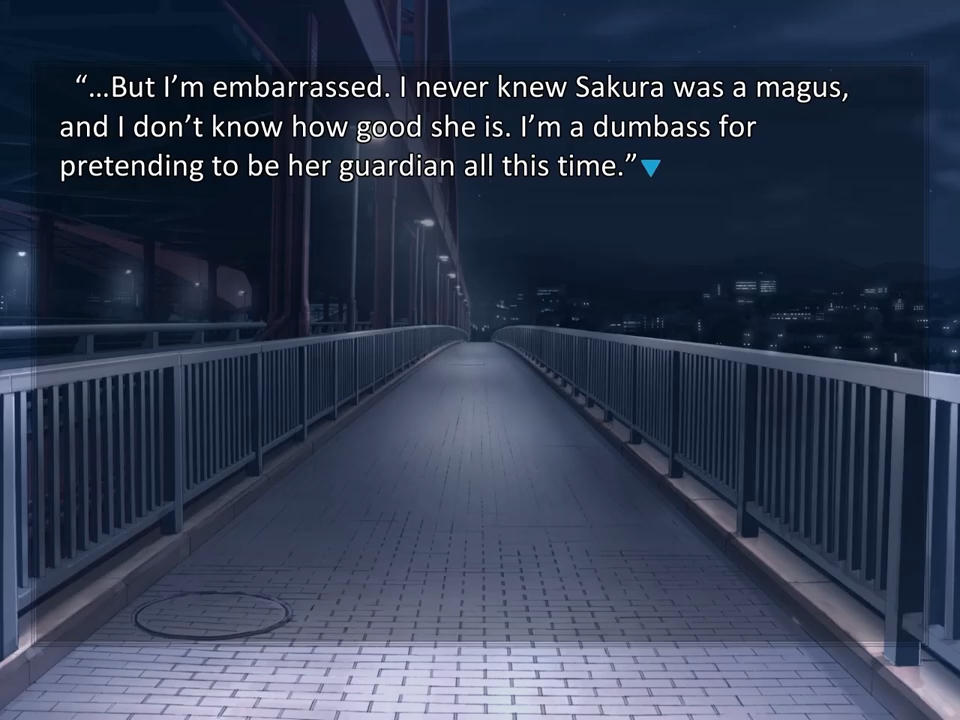 “…But I’m embarrassed. I never knew Sakura was a magus,
and I don’t know how good she is. I’m a dumbass for
pretending to be her guardian all this time.”